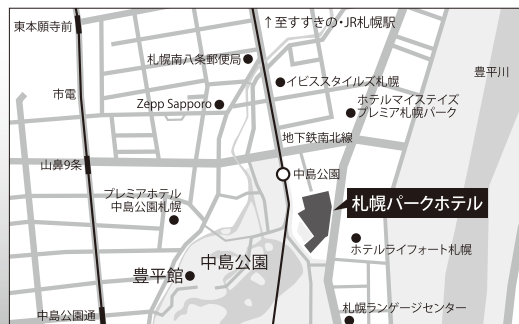 東本願寺前
↑至すすきの・JR札幌駅
札幌南八条郵便局
イビススタイルズ札幌
豊平川
市電
Zepp Sapporo
ホテルマイステイズ
プレミア札幌パーク
地下鉄南北線
山鼻9条
中島公園
プレミアホテル
中島公園札幌
札幌パークホテル
中島公園
豊平館
ホテルライフォート札幌
中島公園通
札幌ランゲージセンター